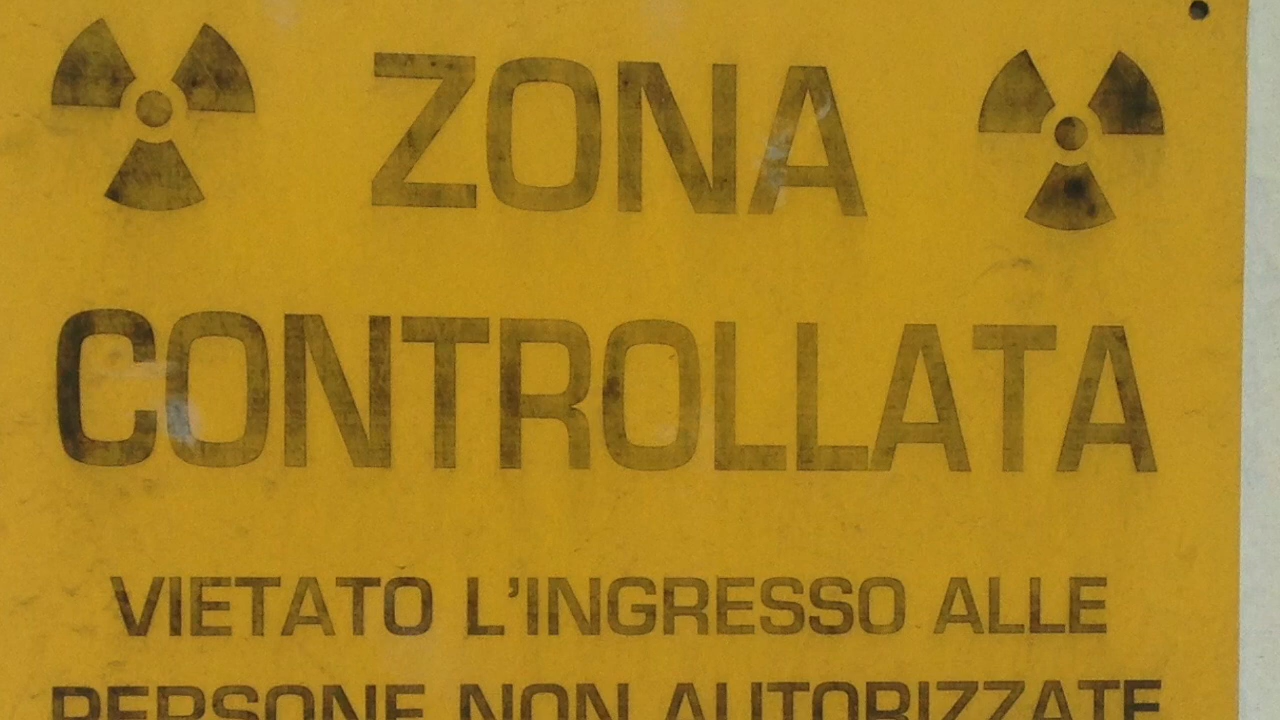 ZONA
CONTROLLATA
VIETATO L'INGRESSO ALLE
PERSONE NON AUTORIZZATE